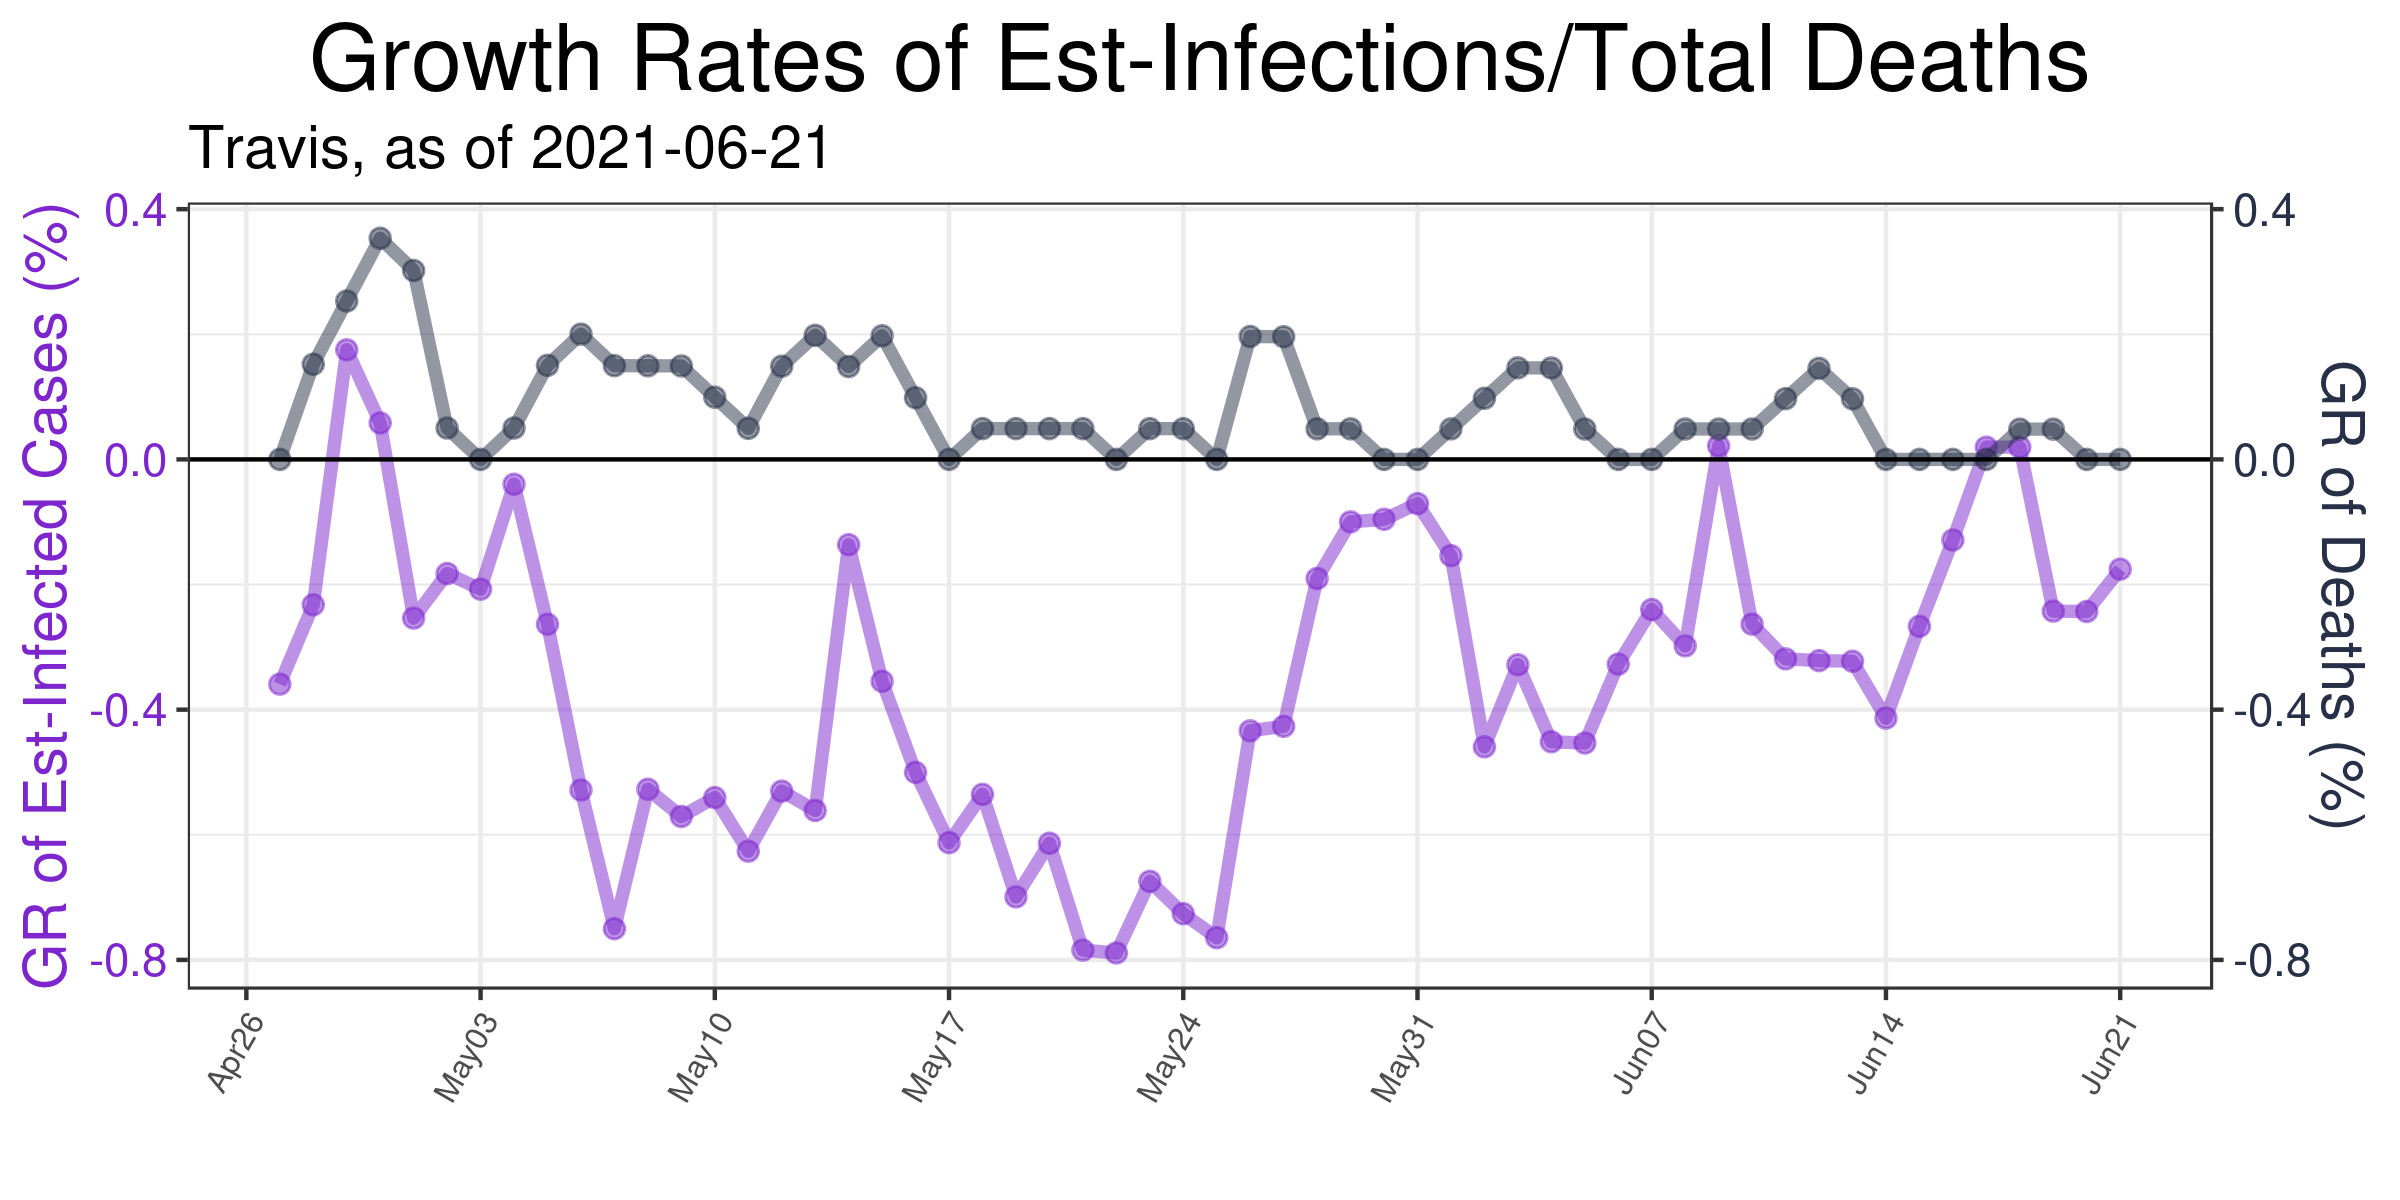 Growth Rates of Est-Infections/Total Deaths
Travis, as of 2021-06-21
GR of Est-Infected Cases (%)
0.4
0.0
-0.4
-0.8
0.4
0.0
-0.4
-0.8
GR of Deaths (%)
Apr26
May03
May10
May17
May24
May31
Jun07
Jun14
Jun21